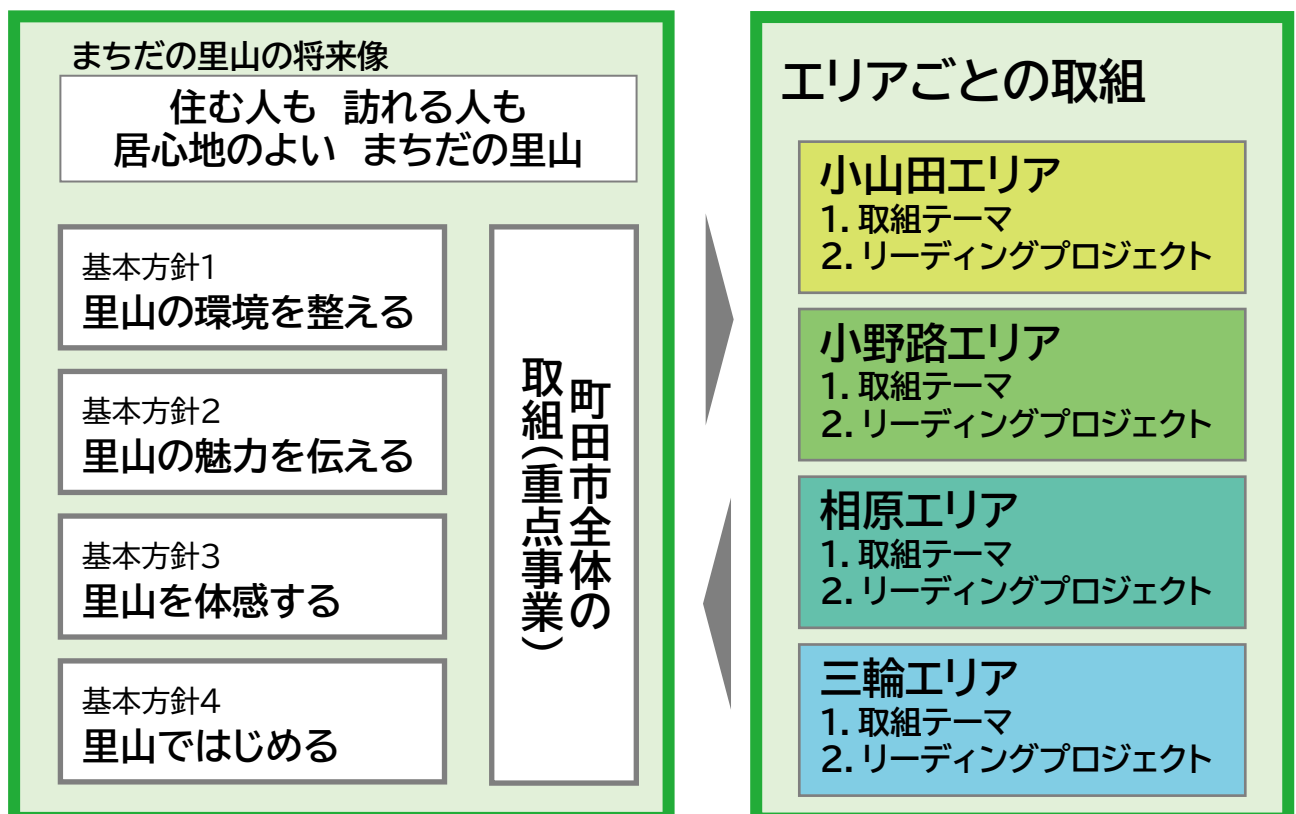 まちだの里山の将来像
住む人も 訪れる人も
居心地のよい まちだの里山
基本方針1
里山の環境を整える
基本方針2
里山の魅力を伝える
基本方針3
里山を体感する
基本方針4
里山ではじめる
町田市全体の
取組(重点事業)
エリアごとの取組
小山田エリア
1. 取組テーマ
2. リーディングプロジェクト
小野路エリア
1. 取組テーマ
2. リーディングプロジェクト
相原エリア
1. 取組テーマ
2. リーディングプロジェクト
三輪エリア
1. 取組テーマ
2. リーディングプロジェクト